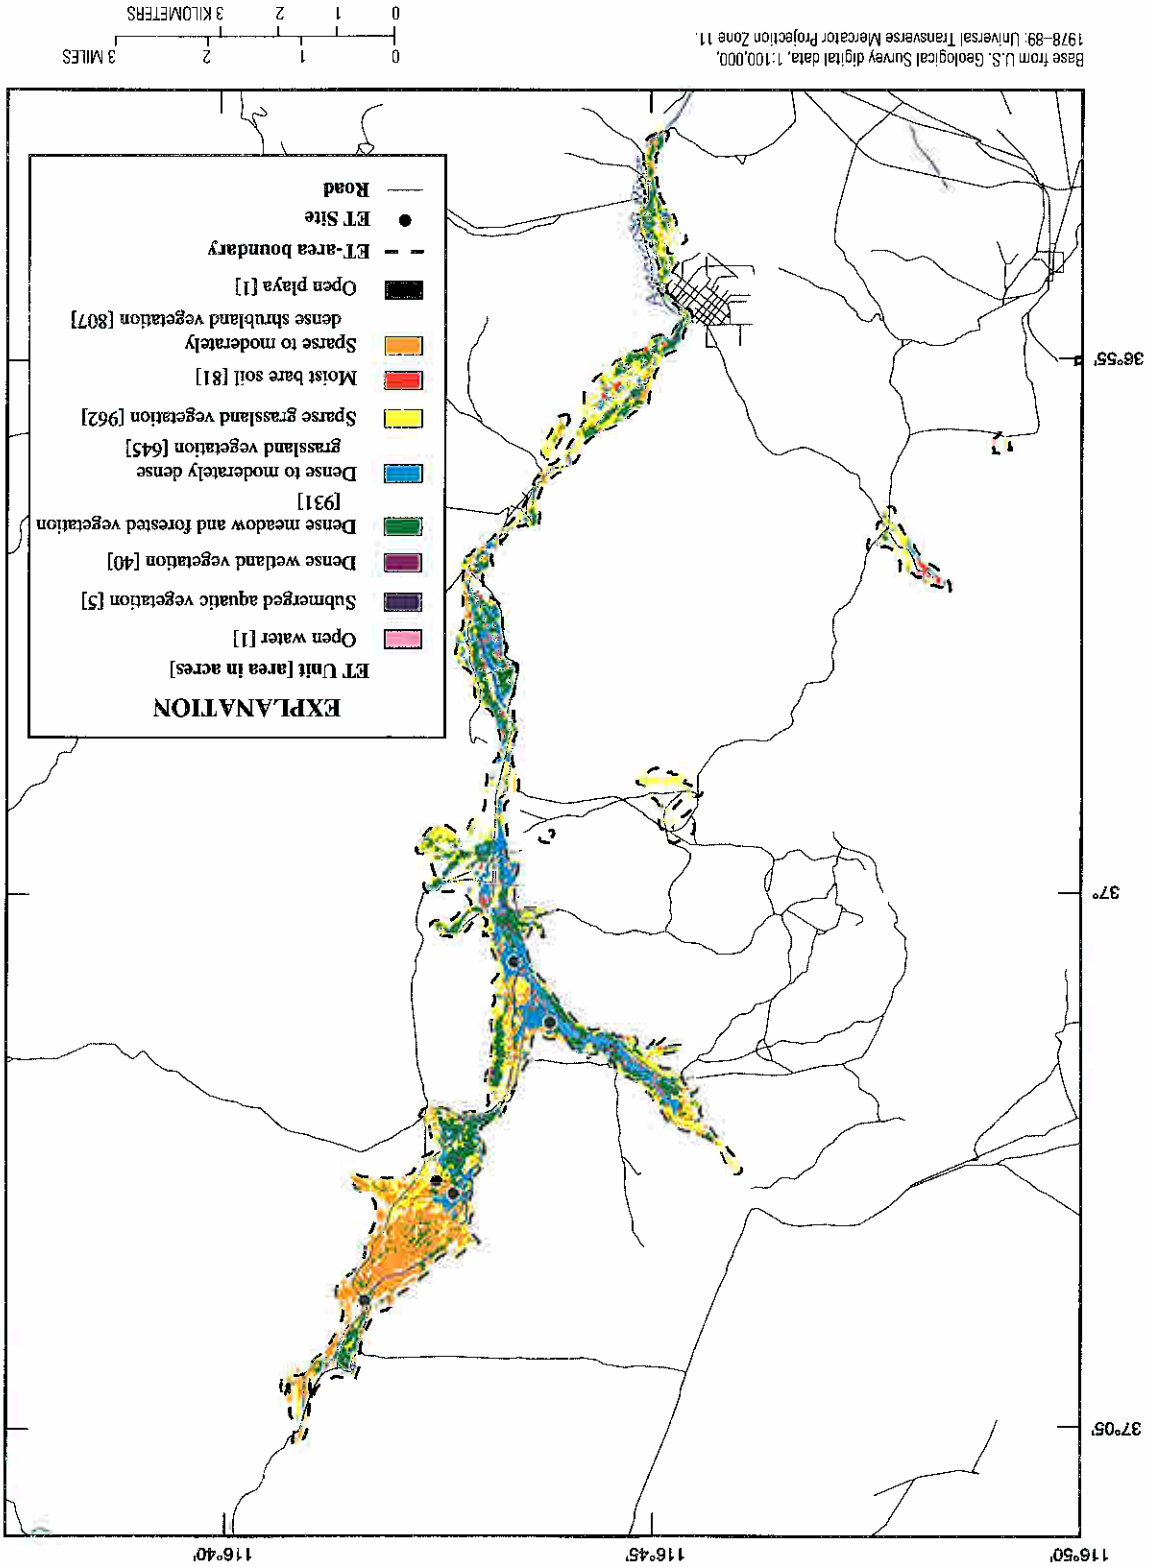 116°50'
116°45'
116°40'
37°05'
37°
36°55'
EXPLANATION
ET Unit [area in acres]
Open water [1]
Submerged aquatic vegetation [5]
Dense wetland vegetation [40]
Dense meadow and forested vegetation
[931]
Dense to moderately dense
grassland vegetation [645]
Sparse grassland vegetation [962]
Moist bare soil [81]
Sparse to moderately
dense shrubland vegetation [807]
Open playa [1]
ET-area boundary
ET Site
Road
Base from U.S. Geological Survey digital data, 1:100,000,
1978–89; Universal Transverse Mercator Projection Zone 11.
0 1 2 3 MILES
0 1 2 3 KILOMETERS